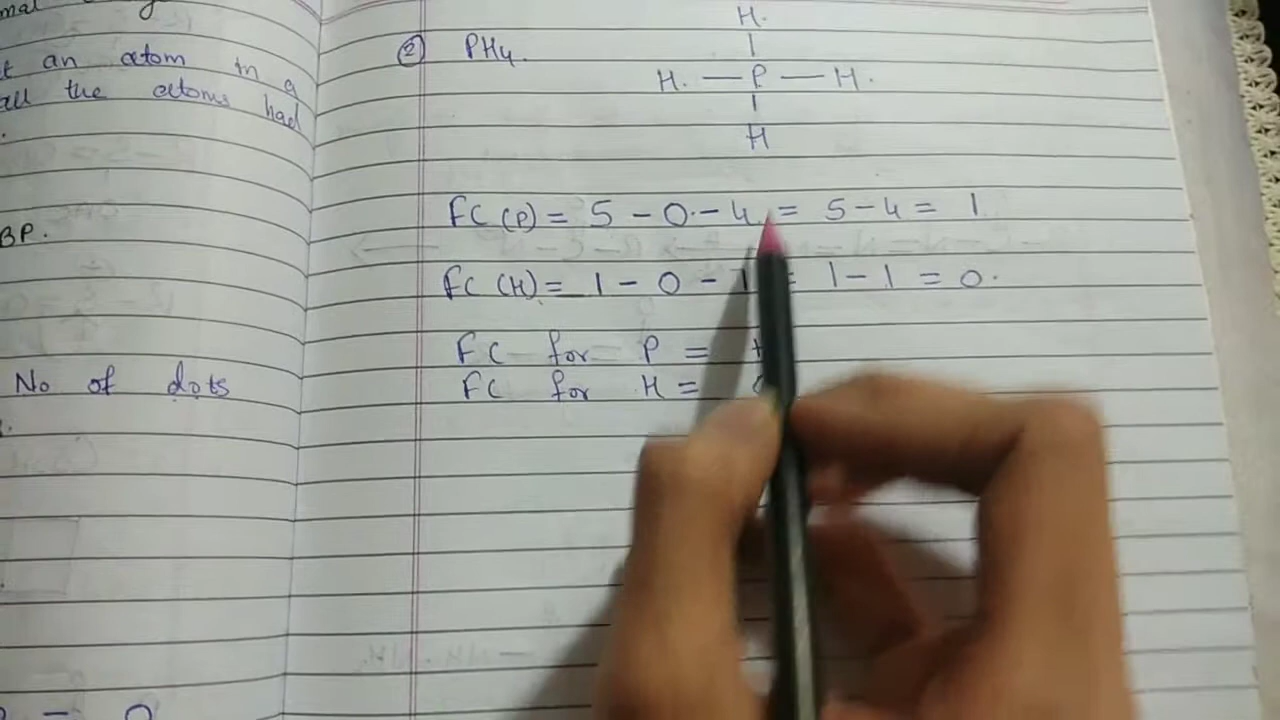 t an atom in a
all the atoms had
BP.
No of dots
② PH4.
H.
H. — P — H.
H
FC (P) = 5 - 0 - 4 = 5 - 4 = 1
FC (H) = 1 - 0 - 1 = 1 - 1 = 0.
FC for P = +
FC for H =